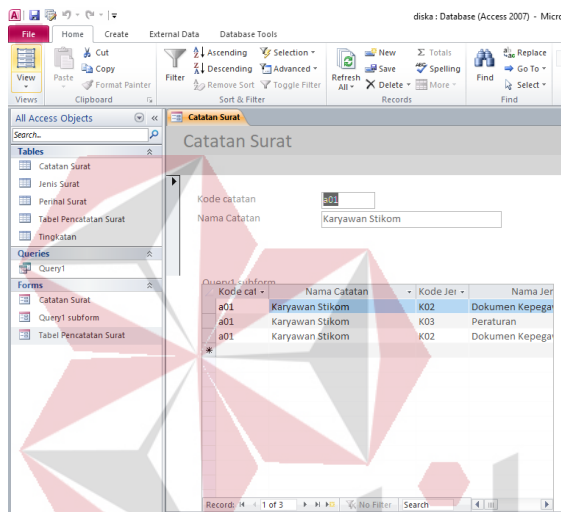 diska : Database (Access 2007) - Micro
File Home Create External Data Database Tools
View
Views
Paste
Cut
Copy
Format Painter
Clipboard
Filter
Ascending
Descending
Remove Sort
Selection
Advanced
Toggle Filter
Sort & Filter
Refresh All
New
Save
Delete
Totals
Spelling
More
Records
Find
Replace
Go To
Select
Find
All Access Objects
Search...
Tables
Catatan Surat
Jenis Surat
Perihal Surat
Tabel Pencatatan Surat
Tingkatan
Queries
Query1
Forms
Catatan Surat
Query1 subform
Tabel Pencatatan Surat
Catatan Surat
Catatan Surat
Kode catatan a01
Nama Catatan Karyawan Stikom
Query1 subform
Kode cat Nama Catatan Kode Jei Nama Jer
a01 Karyawan Stikom K02 Dokumen Kepegav
a01 Karyawan Stikom K03 Peraturan
a01 Karyawan Stikom K02 Dokumen Kepegav
Record: 1 of 3 No Filter Search